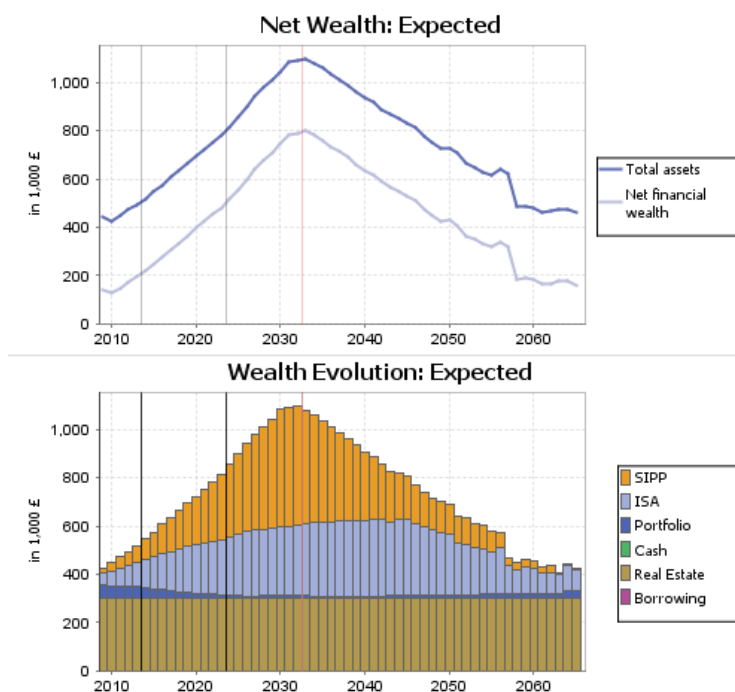 Net Wealth: Expected
in 1,000 £
1,000
800
600
400
200
0
2010 2020 2030 2040 2050 2060
Total assets
Net financial
wealth
Wealth Evolution: Expected
in 1,000 £
1,000
800
600
400
200
0
2010 2020 2030 2040 2050 2060
SIPP
ISA
Portfolio
Cash
Real Estate
Borrowing